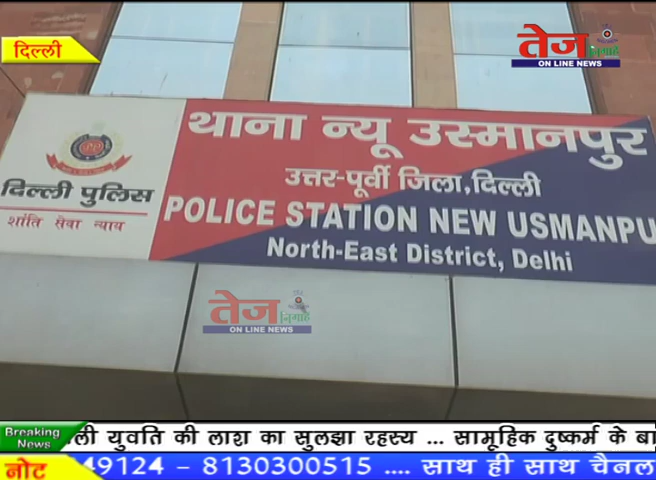 दिल्ली
तेज निगाहें
ON LINE NEWS
थाना न्यू उस्मानपुर
उत्तर-पूर्वी जिला,दिल्ली
दिल्ली पुलिस
शांति सेवा न्याय
POLICE STATION NEW USMANPU
North-East District, Delhi
तेज निगाहें
ON LINE NEWS
Breaking News
युवति की लाश का सुलझा रहस्य ... सामूहिक दुष्कर्म के
नोट
49124 - 8130300515 .... साथ ही साथ चैनल